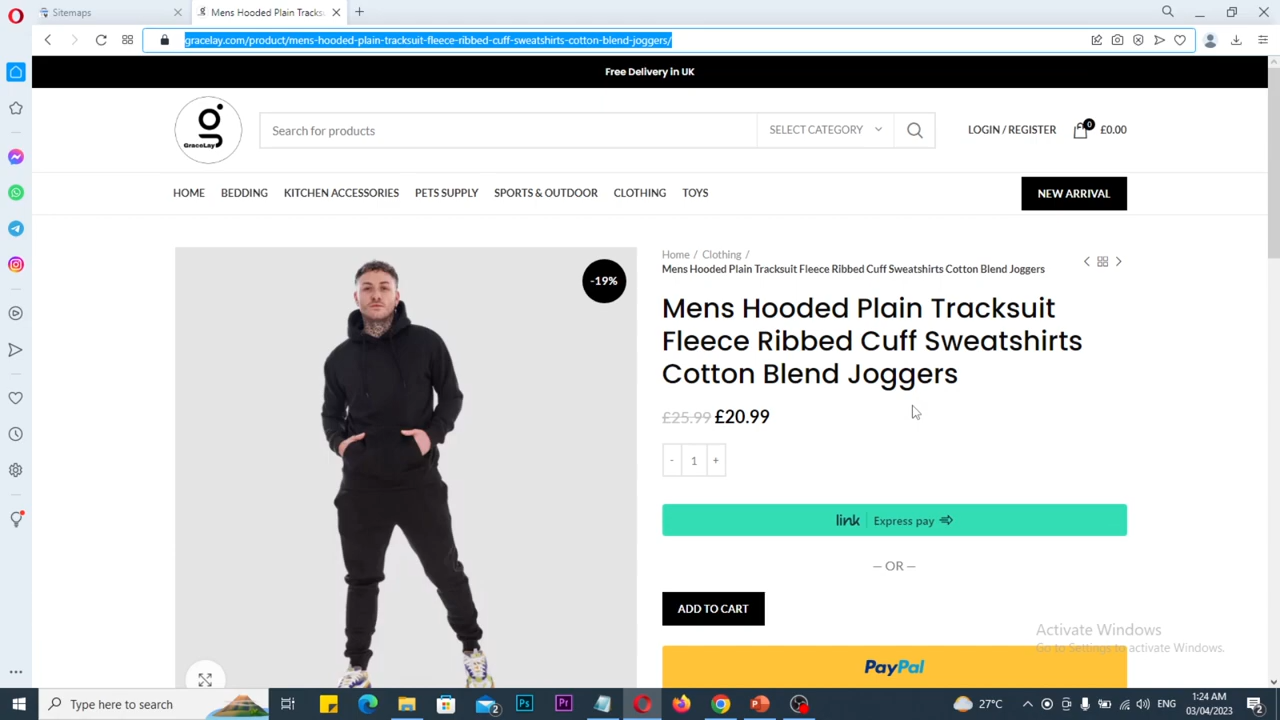 Sitemaps
Mens Hooded Plain Tracks
gracelay.com/product/mens-hooded-plain-tracksuit-fleece-ribbed-cuff-sweatshirts-cotton-blend-joggers/
Free Delivery in UK
g
GraceLay
Search for products
SELECT CATEGORY
LOGIN / REGISTER
0
£0.00
HOME
BEDDING
KITCHEN ACCESSORIES
PETS SUPPLY
SPORTS & OUTDOOR
CLOTHING
TOYS
NEW ARRIVAL
-19%
Home / Clothing /
Mens Hooded Plain Tracksuit Fleece Ribbed Cuff Sweatshirts Cotton Blend Joggers
Mens Hooded Plain Tracksuit
Fleece Ribbed Cuff Sweatshirts
Cotton Blend Joggers
£25.99 £20.99
- 1 +
link Express pay
— OR —
ADD TO CART
PayPal
Activate Windows
Go to Settings to activate Windows.
Type here to search
Ps
Pr
2
27°C
ENG
1:24 AM
03/04/2023
2